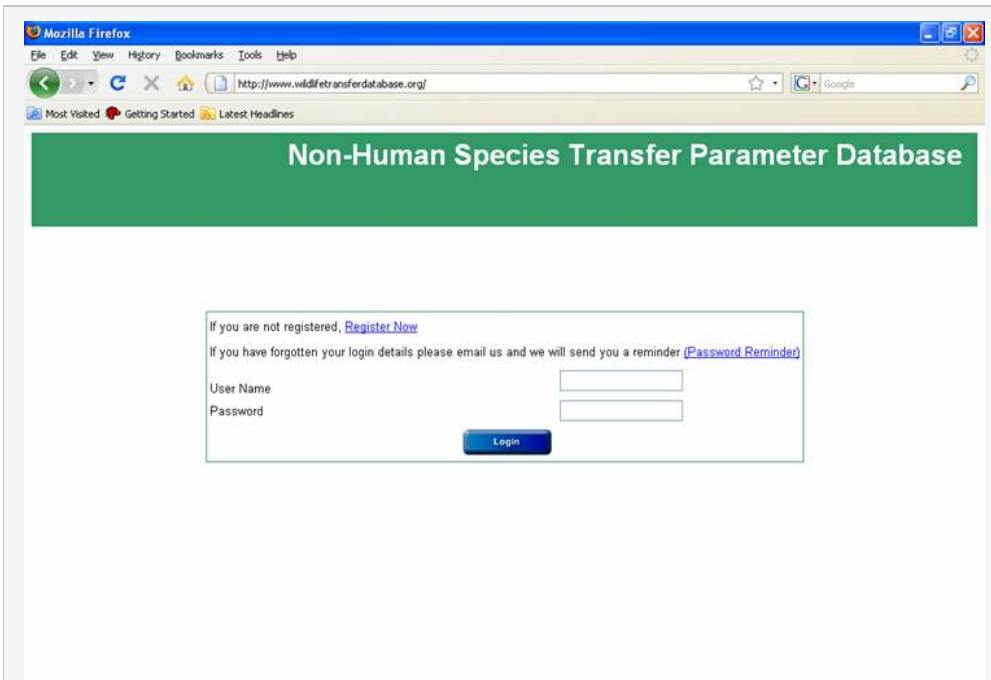 Mozilla Firefox
File Edit View History Bookmarks Tools Help
http://www.wildlifetransferdatabase.org/
G Google
Most Visited Getting Started Latest Headlines
Non-Human Species Transfer Parameter Database
If you are not registered, Register Now
If you have forgotten your login details please email us and we will send you a reminder (Password Reminder)
User Name
Password
Login